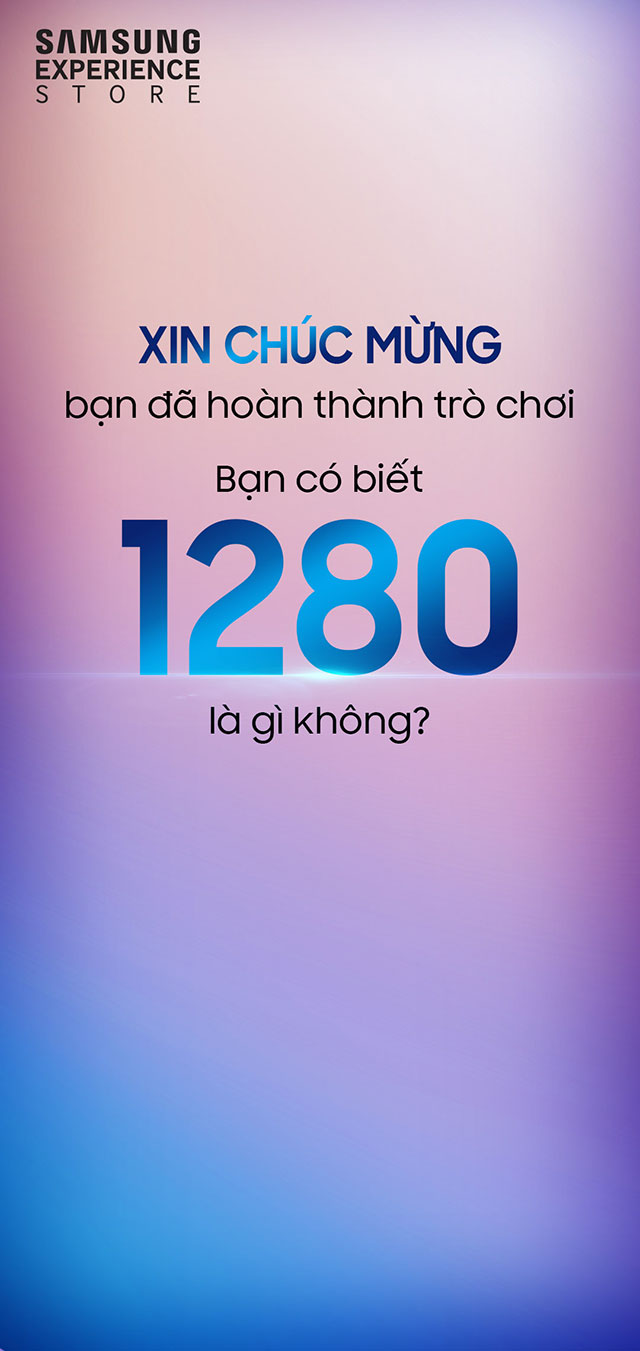 SAMSUNG
EXPERIENCE
STORE
XIN CHÚC MỪNG
bạn đã hoàn thành trò chơi
Bạn có biết
1280
là gì không?